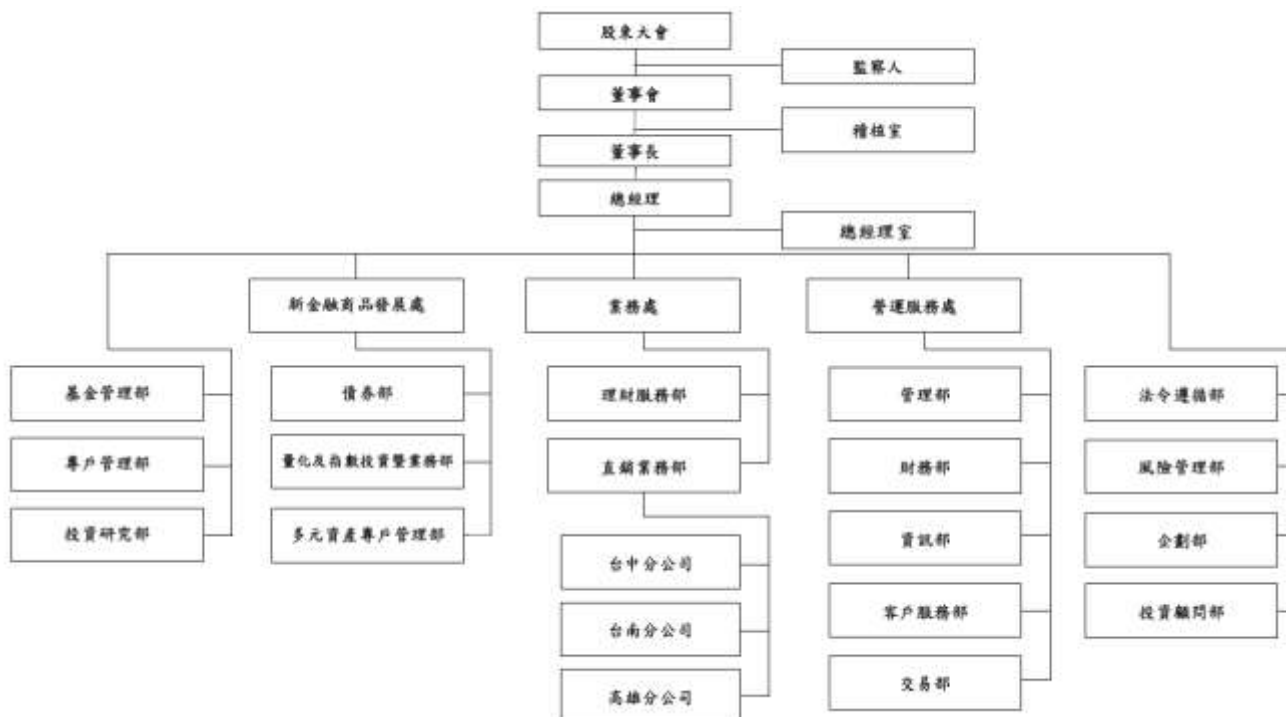 股東大會
監察人
董事會
稽核室
董事長
總經理
總經理室
新金融商品發展處
業務處
營運服務處
基金管理部
債券部
理財服務部
管理部
法令遵循部
專戶管理部
量化及指數投資暨業務部
直銷業務部
財務部
風險管理部
投資研究部
多元資產專戶管理部
台中分公司
資訊部
企劃部
台南分公司
客戶服務部
投資顧問部
高雄分公司
交易部